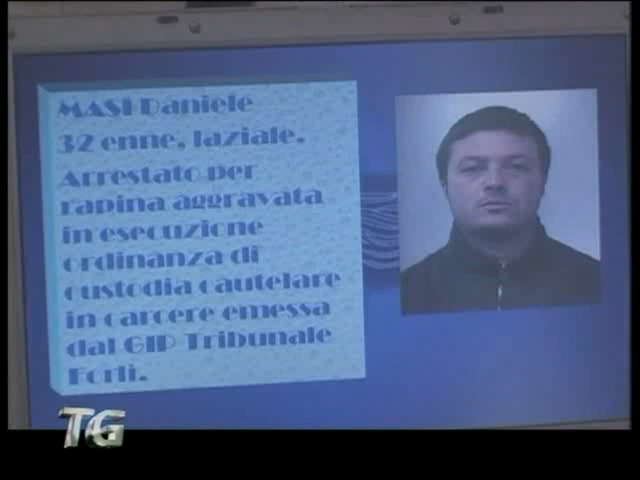 MASI Daniele
32 enne, laziale.
Arrestato per
rapina aggravata
in esecuzione
ordinanza di
custodia cautelare
in carcere emessa
dal GIP Tribunale
Forlì.
TG